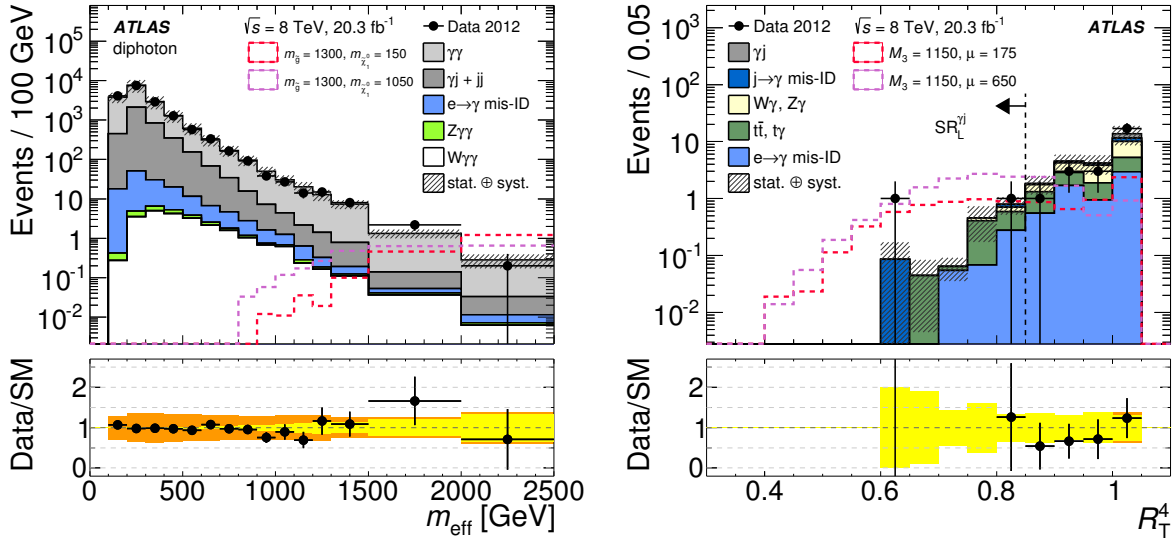 ATLAS
diphoton
√s = 8 TeV, 20.3 fb⁻¹
m_g̃ = 1300, m_χ̃₁⁰ = 150
m_g̃ = 1300, m_χ̃₁⁰ = 1050
Data 2012
γγ
γj + jj
e→γ mis-ID
Zγγ
Wγγ
stat. ⊕ syst.
Events / 100 GeV
10⁵
10⁴
10³
10²
10
1
10⁻¹
10⁻²
Data/SM
2
1
0
0 500 1000 1500 2000 2500
m_eff [GeV]
√s = 8 TeV, 20.3 fb⁻¹
ATLAS
Data 2012
γj
j→γ mis-ID
Wγ, Zγ
tt̄, tγ
e→γ mis-ID
stat. ⊕ syst.
M₃ = 1150, μ = 175
M₃ = 1150, μ = 650
SR_L^γj
Events / 0.05
10³
10²
10
1
10⁻¹
10⁻²
Data/SM
2
1
0
0.4 0.6 0.8 1
R_T^4